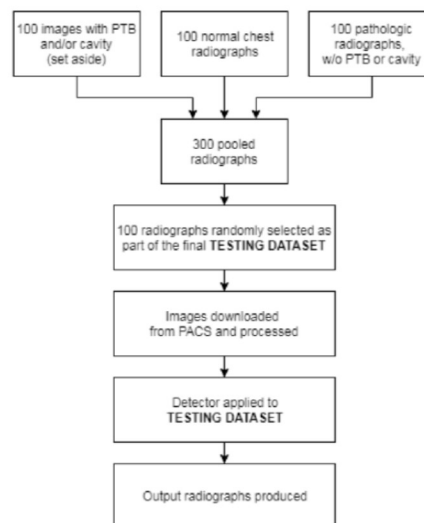 100 images with PTB
and/or cavity
(set aside)
100 normal chest
radiographs
100 pathologic
radiographs,
w/o PTB or cavity
300 pooled
radiographs
100 radiographs randomly selected as
part of the final TESTING DATASET
Images downloaded
from PACS and processed
Detector applied to
TESTING DATASET
Output radiographs produced